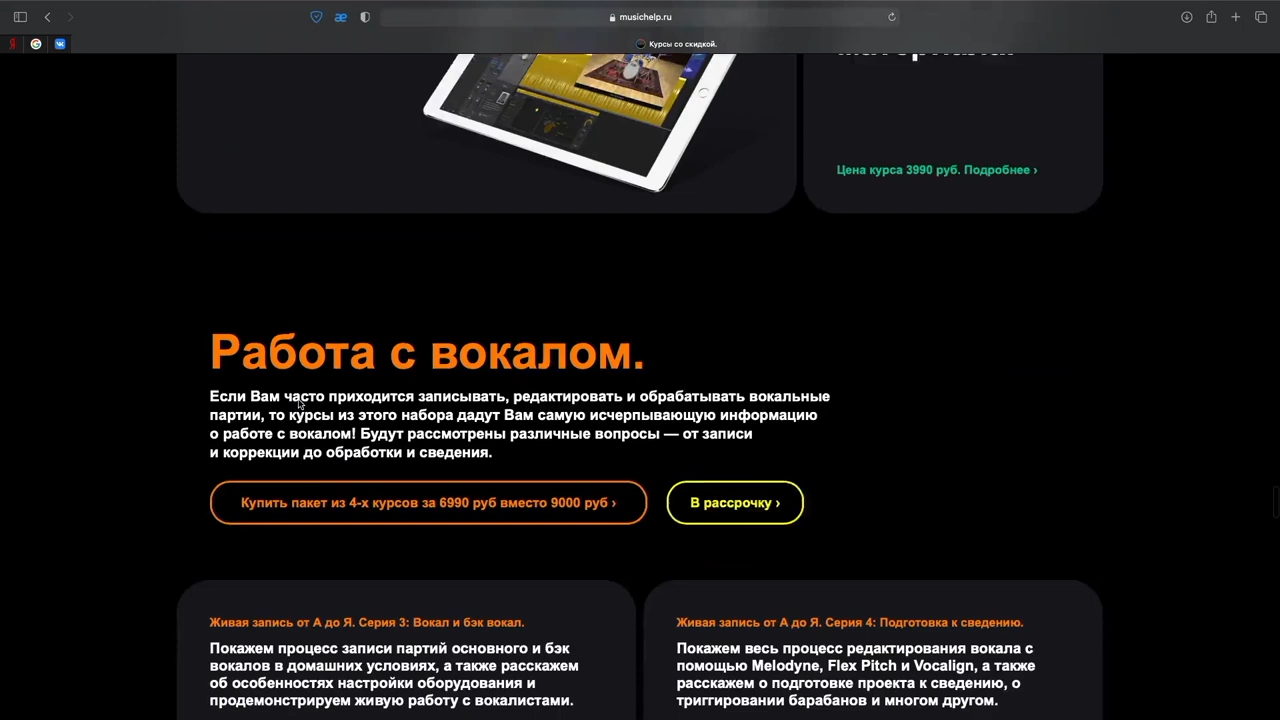 musichelp.ru
Курсы со скидкой.
Цена курса 3990 руб. Подробнее ›
Работа с вокалом.
Если Вам часто приходится записывать, редактировать и обрабатывать вокальные
партии, то курсы из этого набора дадут Вам самую исчерпывающую информацию
о работе с вокалом! Будут рассмотрены различные вопросы — от записи
и коррекции до обработки и сведения.
Купить пакет из 4-х курсов за 6990 руб вместо 9000 руб ›
В рассрочку ›
Живая запись от А до Я. Серия 3: Вокал и бэк вокал.
Покажем процесс записи партий основного и бэк
вокалов в домашних условиях, а также расскажем
об особенностях настройки оборудования и
продемонстрируем живую работу с вокалистами.
Живая запись от А до Я. Серия 4: Подготовка к сведению.
Покажем весь процесс редактирования вокала с
помощью Melodyne, Flex Pitch и Vocalign, а также
расскажем о подготовке проекта к сведению, о
триггировании барабанов и многом другом.